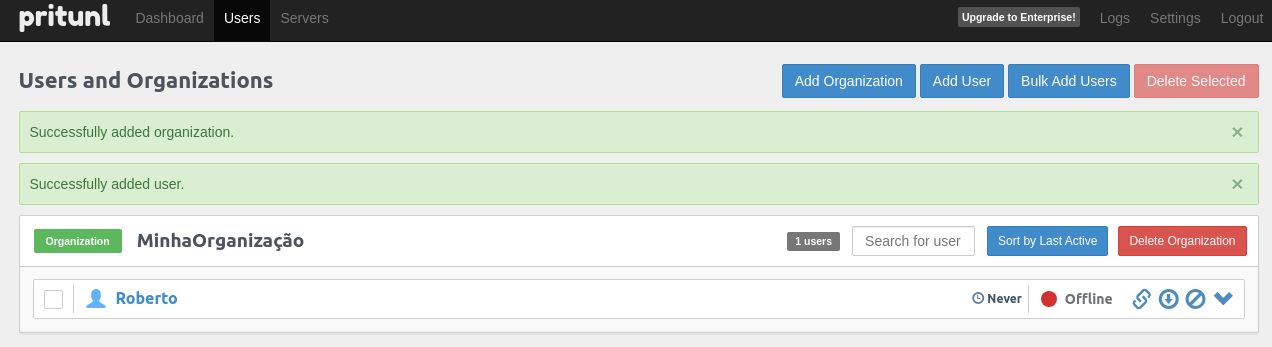 pritunl Dashboard Users Servers Upgrade to Enterprise! Logs Settings Logout
Users and Organizations Add Organization Add User Bulk Add Users Delete Selected
Successfully added organization. ×
Successfully added user. ×
Organization MinhaOrganização 1 users Search for user Sort by Last Active Delete Organization
Roberto Never Offline